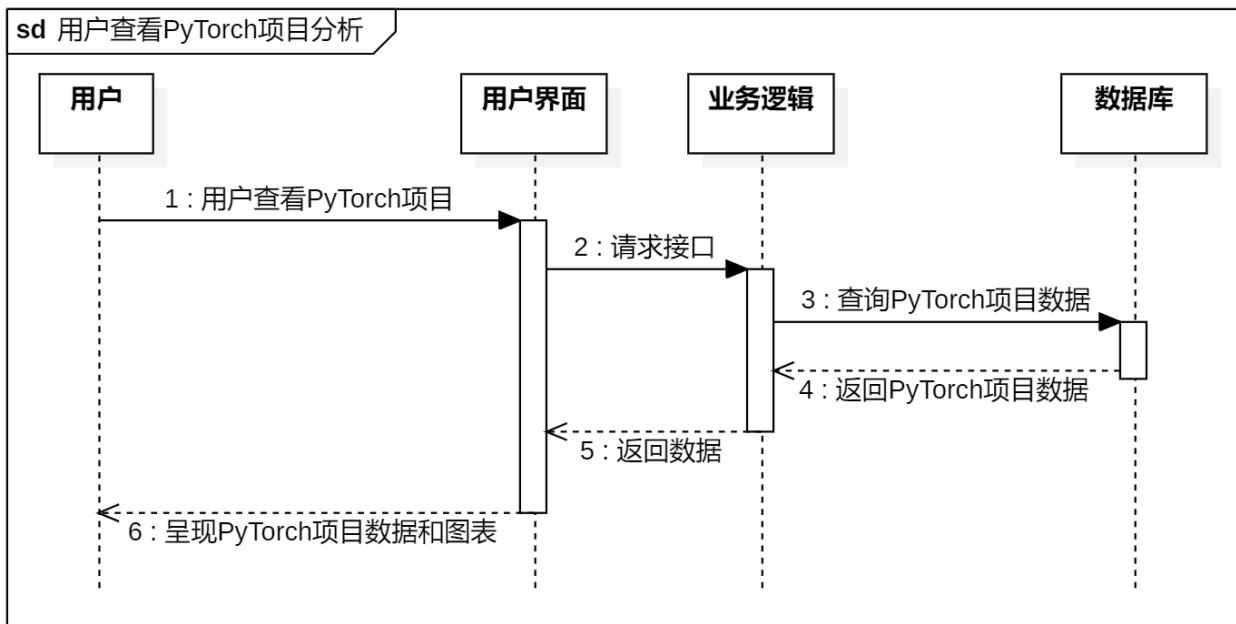 sd 用户查看PyTorch项目分析
用户
用户界面
业务逻辑
数据库
1 : 用户查看PyTorch项目
2 : 请求接口
3 : 查询PyTorch项目数据
4 : 返回PyTorch项目数据
5 : 返回数据
6 : 呈现PyTorch项目数据和图表